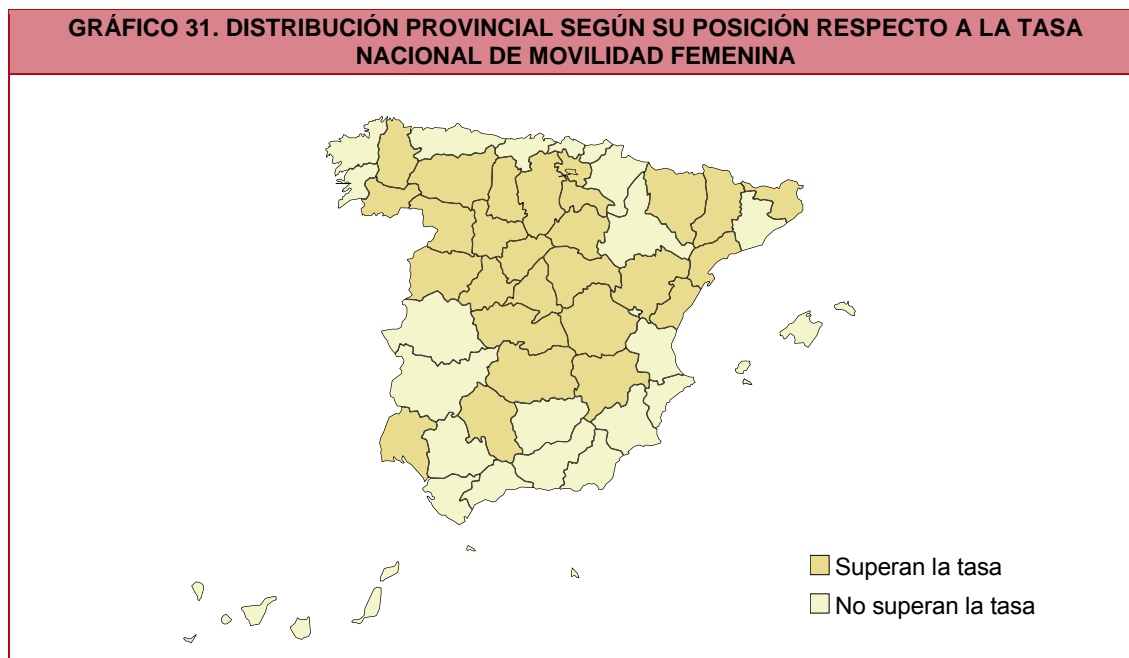 GRÁFICO 31. DISTRIBUCIÓN PROVINCIAL SEGÚN SU POSICIÓN RESPECTO A LA TASA
NACIONAL DE MOVILIDAD FEMENINA
Superan la tasa
No superan la tasa